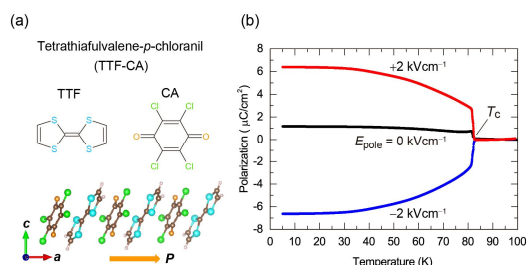 (a)
Tetrathiafulvalene-p-chloranil
(TTF-CA)
TTF
CA
S S
S S
Cl Cl
O O
Cl Cl
c
a
P
(b)
8
6
4
2
0
-2
-4
-6
-8
Polarization ( μC/cm²)
+2 kVcm⁻¹
Tc
Epole = 0 kVcm⁻¹
−2 kVcm⁻¹
0 10 20 30 40 50 60 70 80 90 100
Temperature (K)